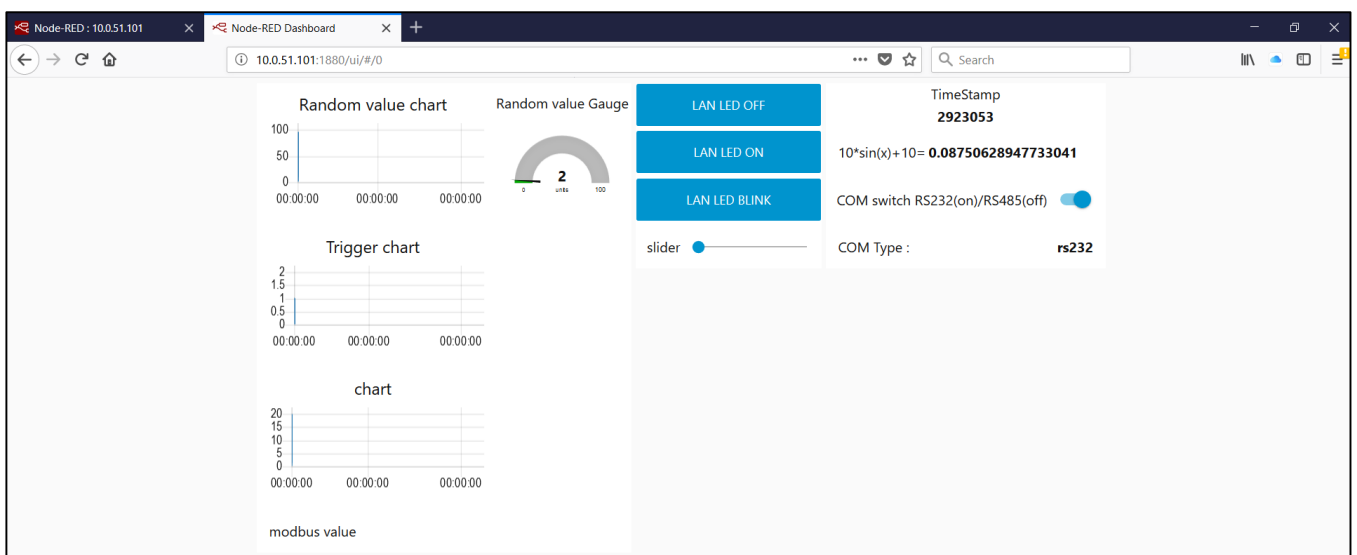 Node-RED : 10.0.51.101
Node-RED Dashboard
10.0.51.101:1880/ui/#/0
Search
Random value chart
100
50
0
00:00:00 00:00:00 00:00:00
Trigger chart
2
1.5
1
0.5
0
00:00:00 00:00:00 00:00:00
chart
20
15
10
5
0
00:00:00 00:00:00 00:00:00
modbus value
Random value Gauge
2
0 units 100
LAN LED OFF
LAN LED ON
LAN LED BLINK
slider
TimeStamp
2923053
10*sin(x)+10= 0.08750628947733041
COM switch RS232(on)/RS485(off)
COM Type : rs232